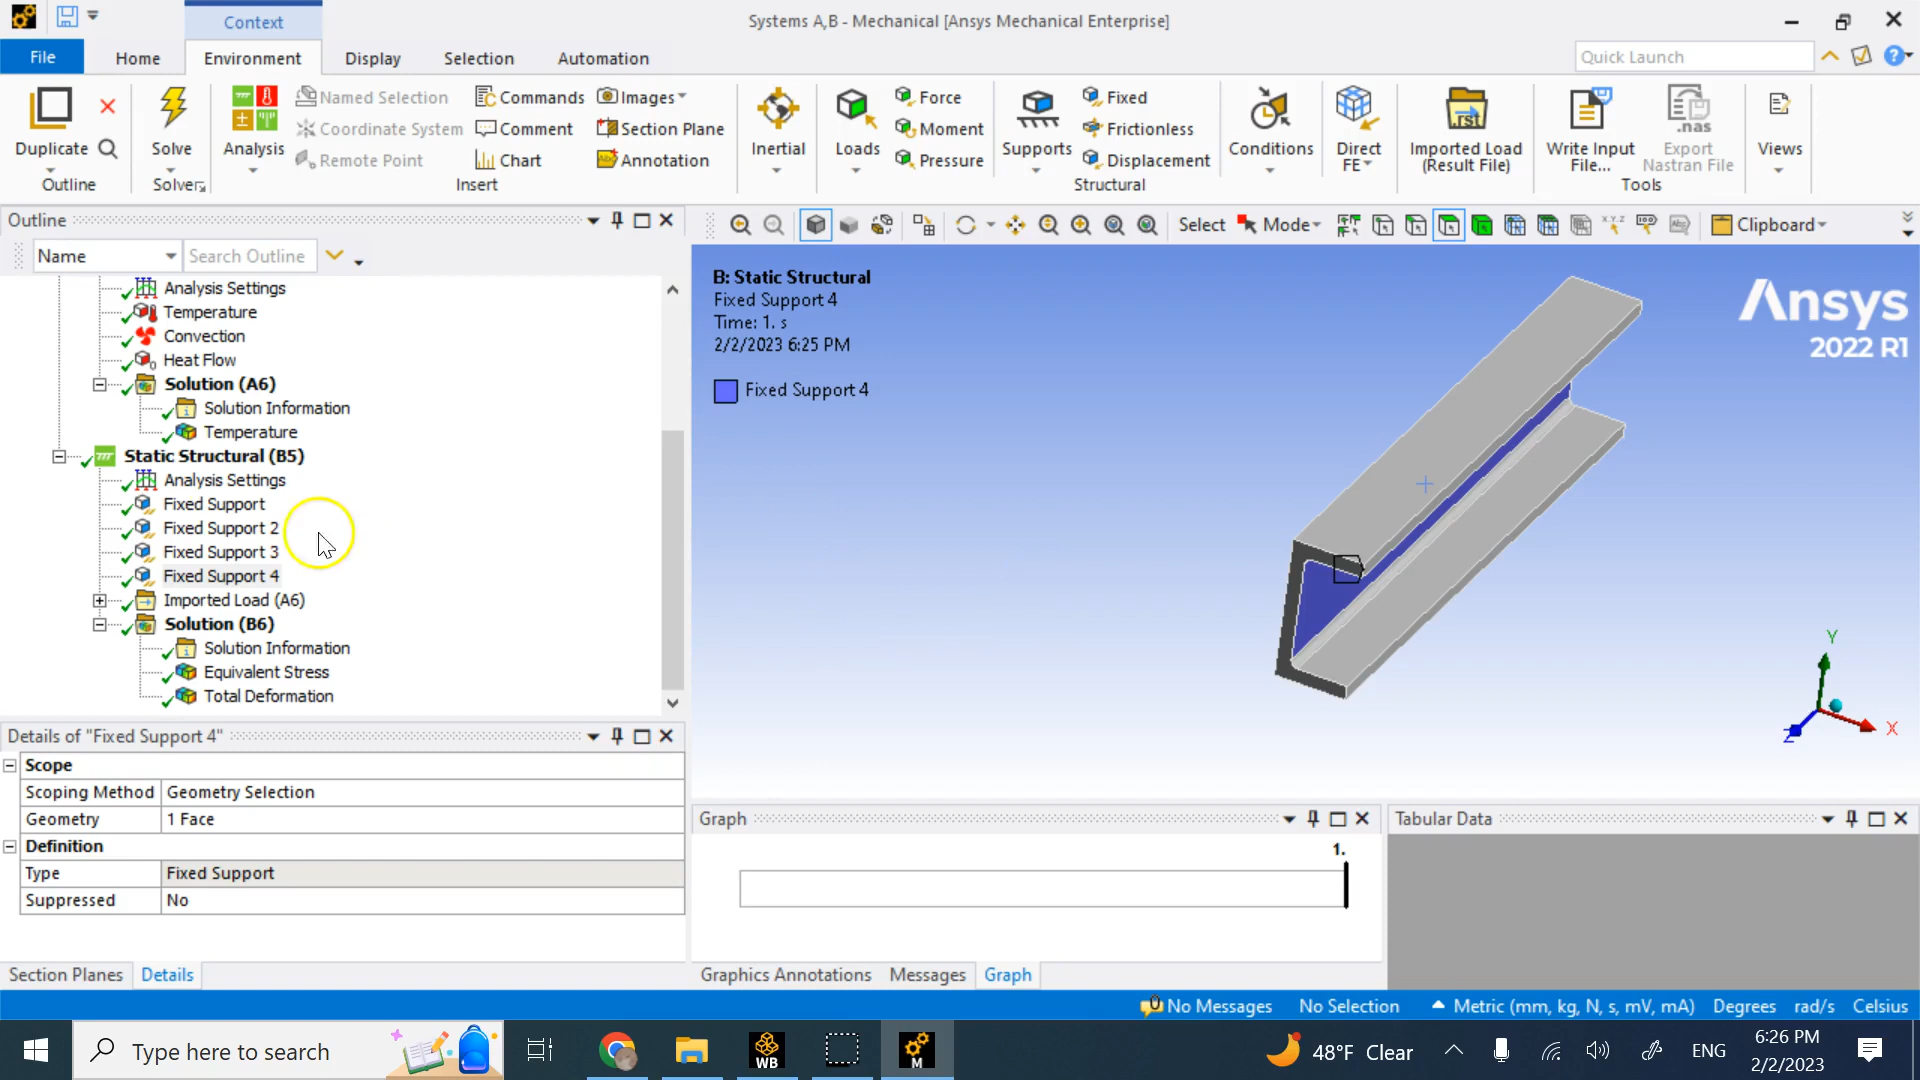 Context
Systems A,B - Mechanical [Ansys Mechanical Enterprise]
File
Home
Environment
Display
Selection
Automation
Quick Launch
Duplicate
Outline
Solve
Solver
Analysis
Named Selection
Coordinate System
Remote Point
Commands
Comment
Chart
Images
Section Plane
Annotation
Insert
Inertial
Loads
Force
Moment
Pressure
Supports
Fixed
Frictionless
Displacement
Structural
Conditions
Direct
FE
.rst
Imported Load
(Result File)
Write Input
File...
.nas
Export
Nastran File
Tools
Views
Outline
Name
Search Outline
Select
Mode
Clipboard
Analysis Settings
Temperature
Convection
Heat Flow
Solution (A6)
Solution Information
Temperature
Static Structural (B5)
Analysis Settings
Fixed Support
Fixed Support 2
Fixed Support 3
Fixed Support 4
Imported Load (A6)
Solution (B6)
Solution Information
Equivalent Stress
Total Deformation
B: Static Structural
Fixed Support 4
Time: 1. s
2/2/2023 6:25 PM
Fixed Support 4
Ansys
2022 R1
Y
X
Z
Details of "Fixed Support 4"
Scope
Scoping Method Geometry Selection
Geometry 1 Face
Definition
Type Fixed Support
Suppressed No
Section Planes
Details
Graph
1.
Tabular Data
Graphics Annotations
Messages
Graph
No Messages
No Selection
Metric (mm, kg, N, s, mV, mA)
Degrees
rad/s
Celsius
Type here to search
WB
M
48°F Clear
ENG
6:26 PM
2/2/2023